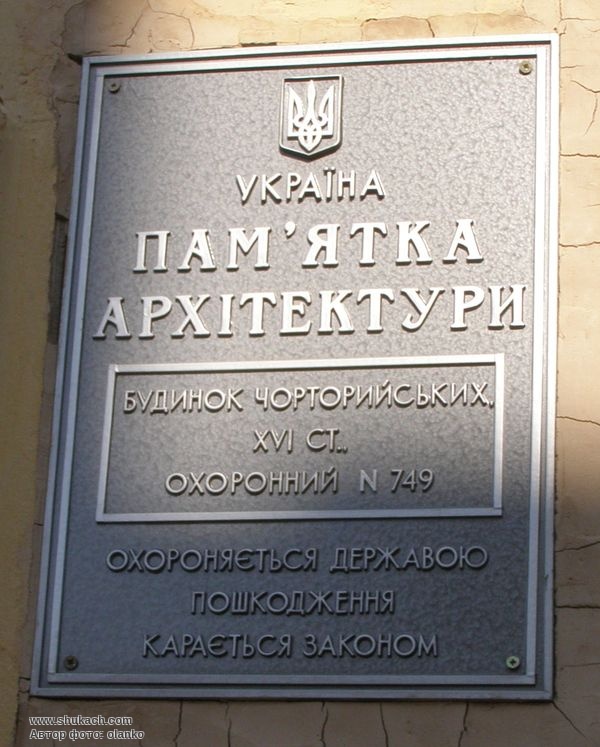 УКРАЇНА
ПАМ'ЯТКА
АРХІТЕКТУРИ
БУДИНОК ЧОРТОРИЙСЬКИХ,
XVI СТ.,
ОХОРОННИЙ N 749
ОХОРОНЯЄТЬСЯ ДЕРЖАВОЮ
ПОШКОДЖЕННЯ
КАРАЄТЬСЯ ЗАКОНОМ
www.shukach.com
Автор фото: olanko